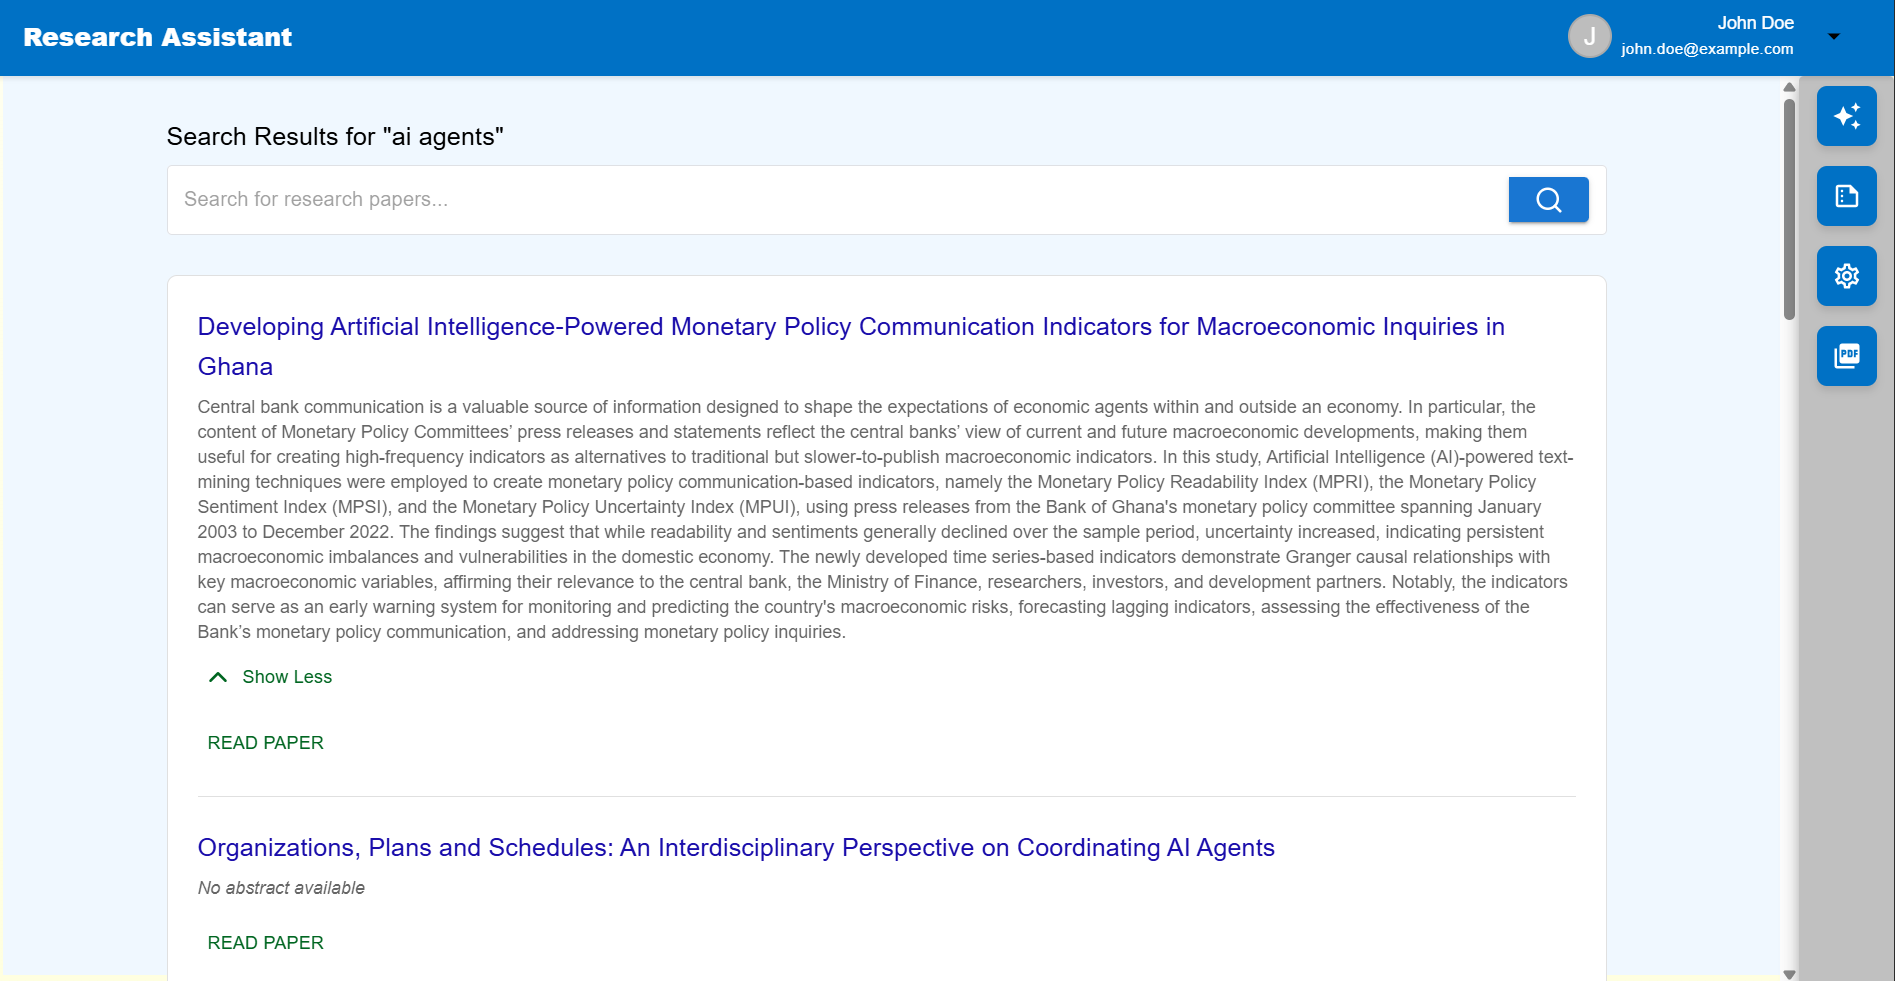 Research Assistant
J
John Doe
john.doe@example.com
Search Results for "ai agents"
Search for research papers...
Developing Artificial Intelligence-Powered Monetary Policy Communication Indicators for Macroeconomic Inquiries in
Ghana
Central bank communication is a valuable source of information designed to shape the expectations of economic agents within and outside an economy. In particular, the
content of Monetary Policy Committees’ press releases and statements reflect the central banks’ view of current and future macroeconomic developments, making them
useful for creating high-frequency indicators as alternatives to traditional but slower-to-publish macroeconomic indicators. In this study, Artificial Intelligence (AI)-powered text-
mining techniques were employed to create monetary policy communication-based indicators, namely the Monetary Policy Readability Index (MPRI), the Monetary Policy
Sentiment Index (MPSI), and the Monetary Policy Uncertainty Index (MPUI), using press releases from the Bank of Ghana's monetary policy committee spanning January
2003 to December 2022. The findings suggest that while readability and sentiments generally declined over the sample period, uncertainty increased, indicating persistent
macroeconomic imbalances and vulnerabilities in the domestic economy. The newly developed time series-based indicators demonstrate Granger causal relationships with
key macroeconomic variables, affirming their relevance to the central bank, the Ministry of Finance, researchers, investors, and development partners. Notably, the indicators
can serve as an early warning system for monitoring and predicting the country's macroeconomic risks, forecasting lagging indicators, assessing the effectiveness of the
Bank’s monetary policy communication, and addressing monetary policy inquiries.
Show Less
READ PAPER
Organizations, Plans and Schedules: An Interdisciplinary Perspective on Coordinating AI Agents
No abstract available
READ PAPER
PDF